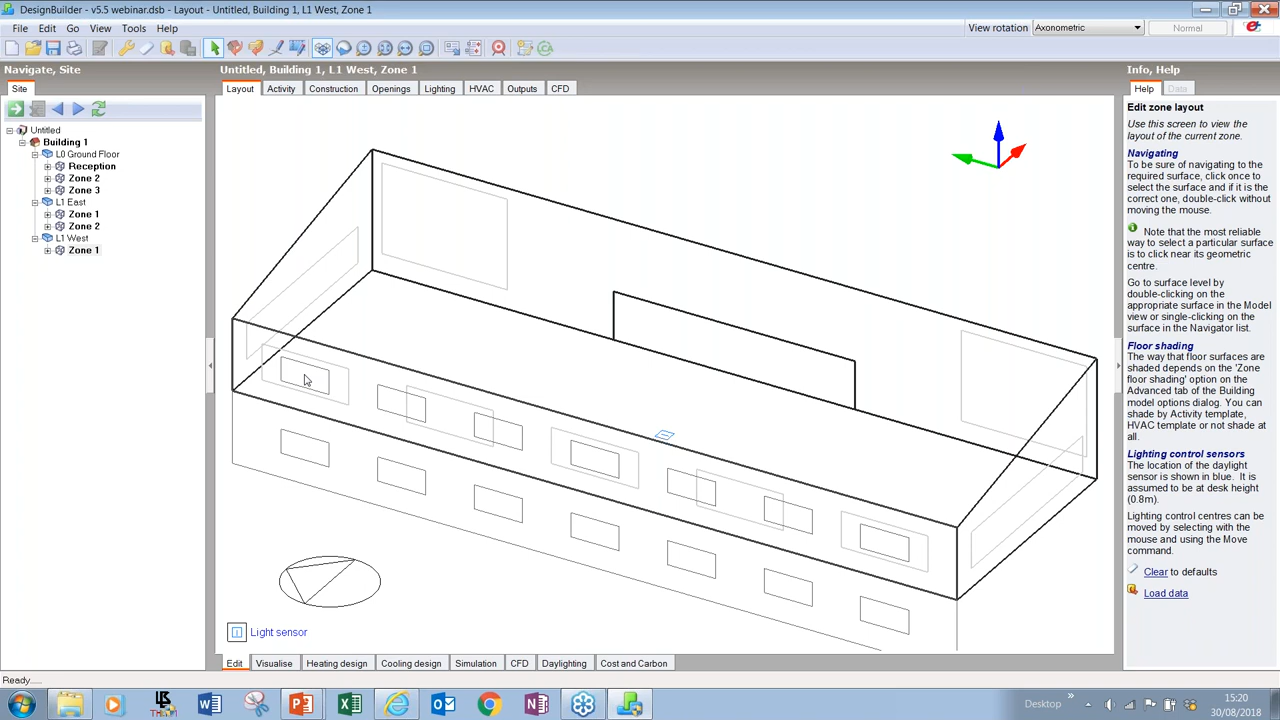 DesignBuilder - v5.5 webinar.dsb - Layout - Untitled, Building 1, L1 West, Zone 1
File Edit Go View Tools Help
View rotation Axonometric Normal
Navigate, Site
Untitled, Building 1, L1 West, Zone 1
Info, Help
Site
Layout Activity Construction Openings Lighting HVAC Outputs CFD
Help Data
Untitled
Building 1
L0 Ground Floor
Reception
Zone 2
Zone 3
L1 East
Zone 1
Zone 2
L1 West
Zone 1
Edit zone layout
Use this screen to view the
layout of the current zone.
Navigating
To be sure of navigating to the
required surface, click once to
select the surface and if it is the
correct one, double-click without
moving the mouse.
Note that the most reliable
way to select a particular surface
is to click near its geometric
centre.
Go to surface level by
double-clicking on the
appropriate surface in the Model
view or single-clicking on the
surface in the Navigator list.
Floor shading
The way that floor surfaces are
shaded depends on the 'Zone
floor shading' option on the
Advanced tab of the Building
model options dialog. You can
shade by Activity template,
HVAC template or not shade at
all.
Lighting control sensors
The location of the daylight
sensor is shown in blue. It is
assumed to be at desk height
(0.8m).
Lighting control centres can be
moved by selecting with the
mouse and using the Move
command.
Clear to defaults
Load data
Light sensor
Edit Visualise Heating design Cooling design Simulation CFD Daylighting Cost and Carbon
Ready....
Desktop
15:20
30/08/2018